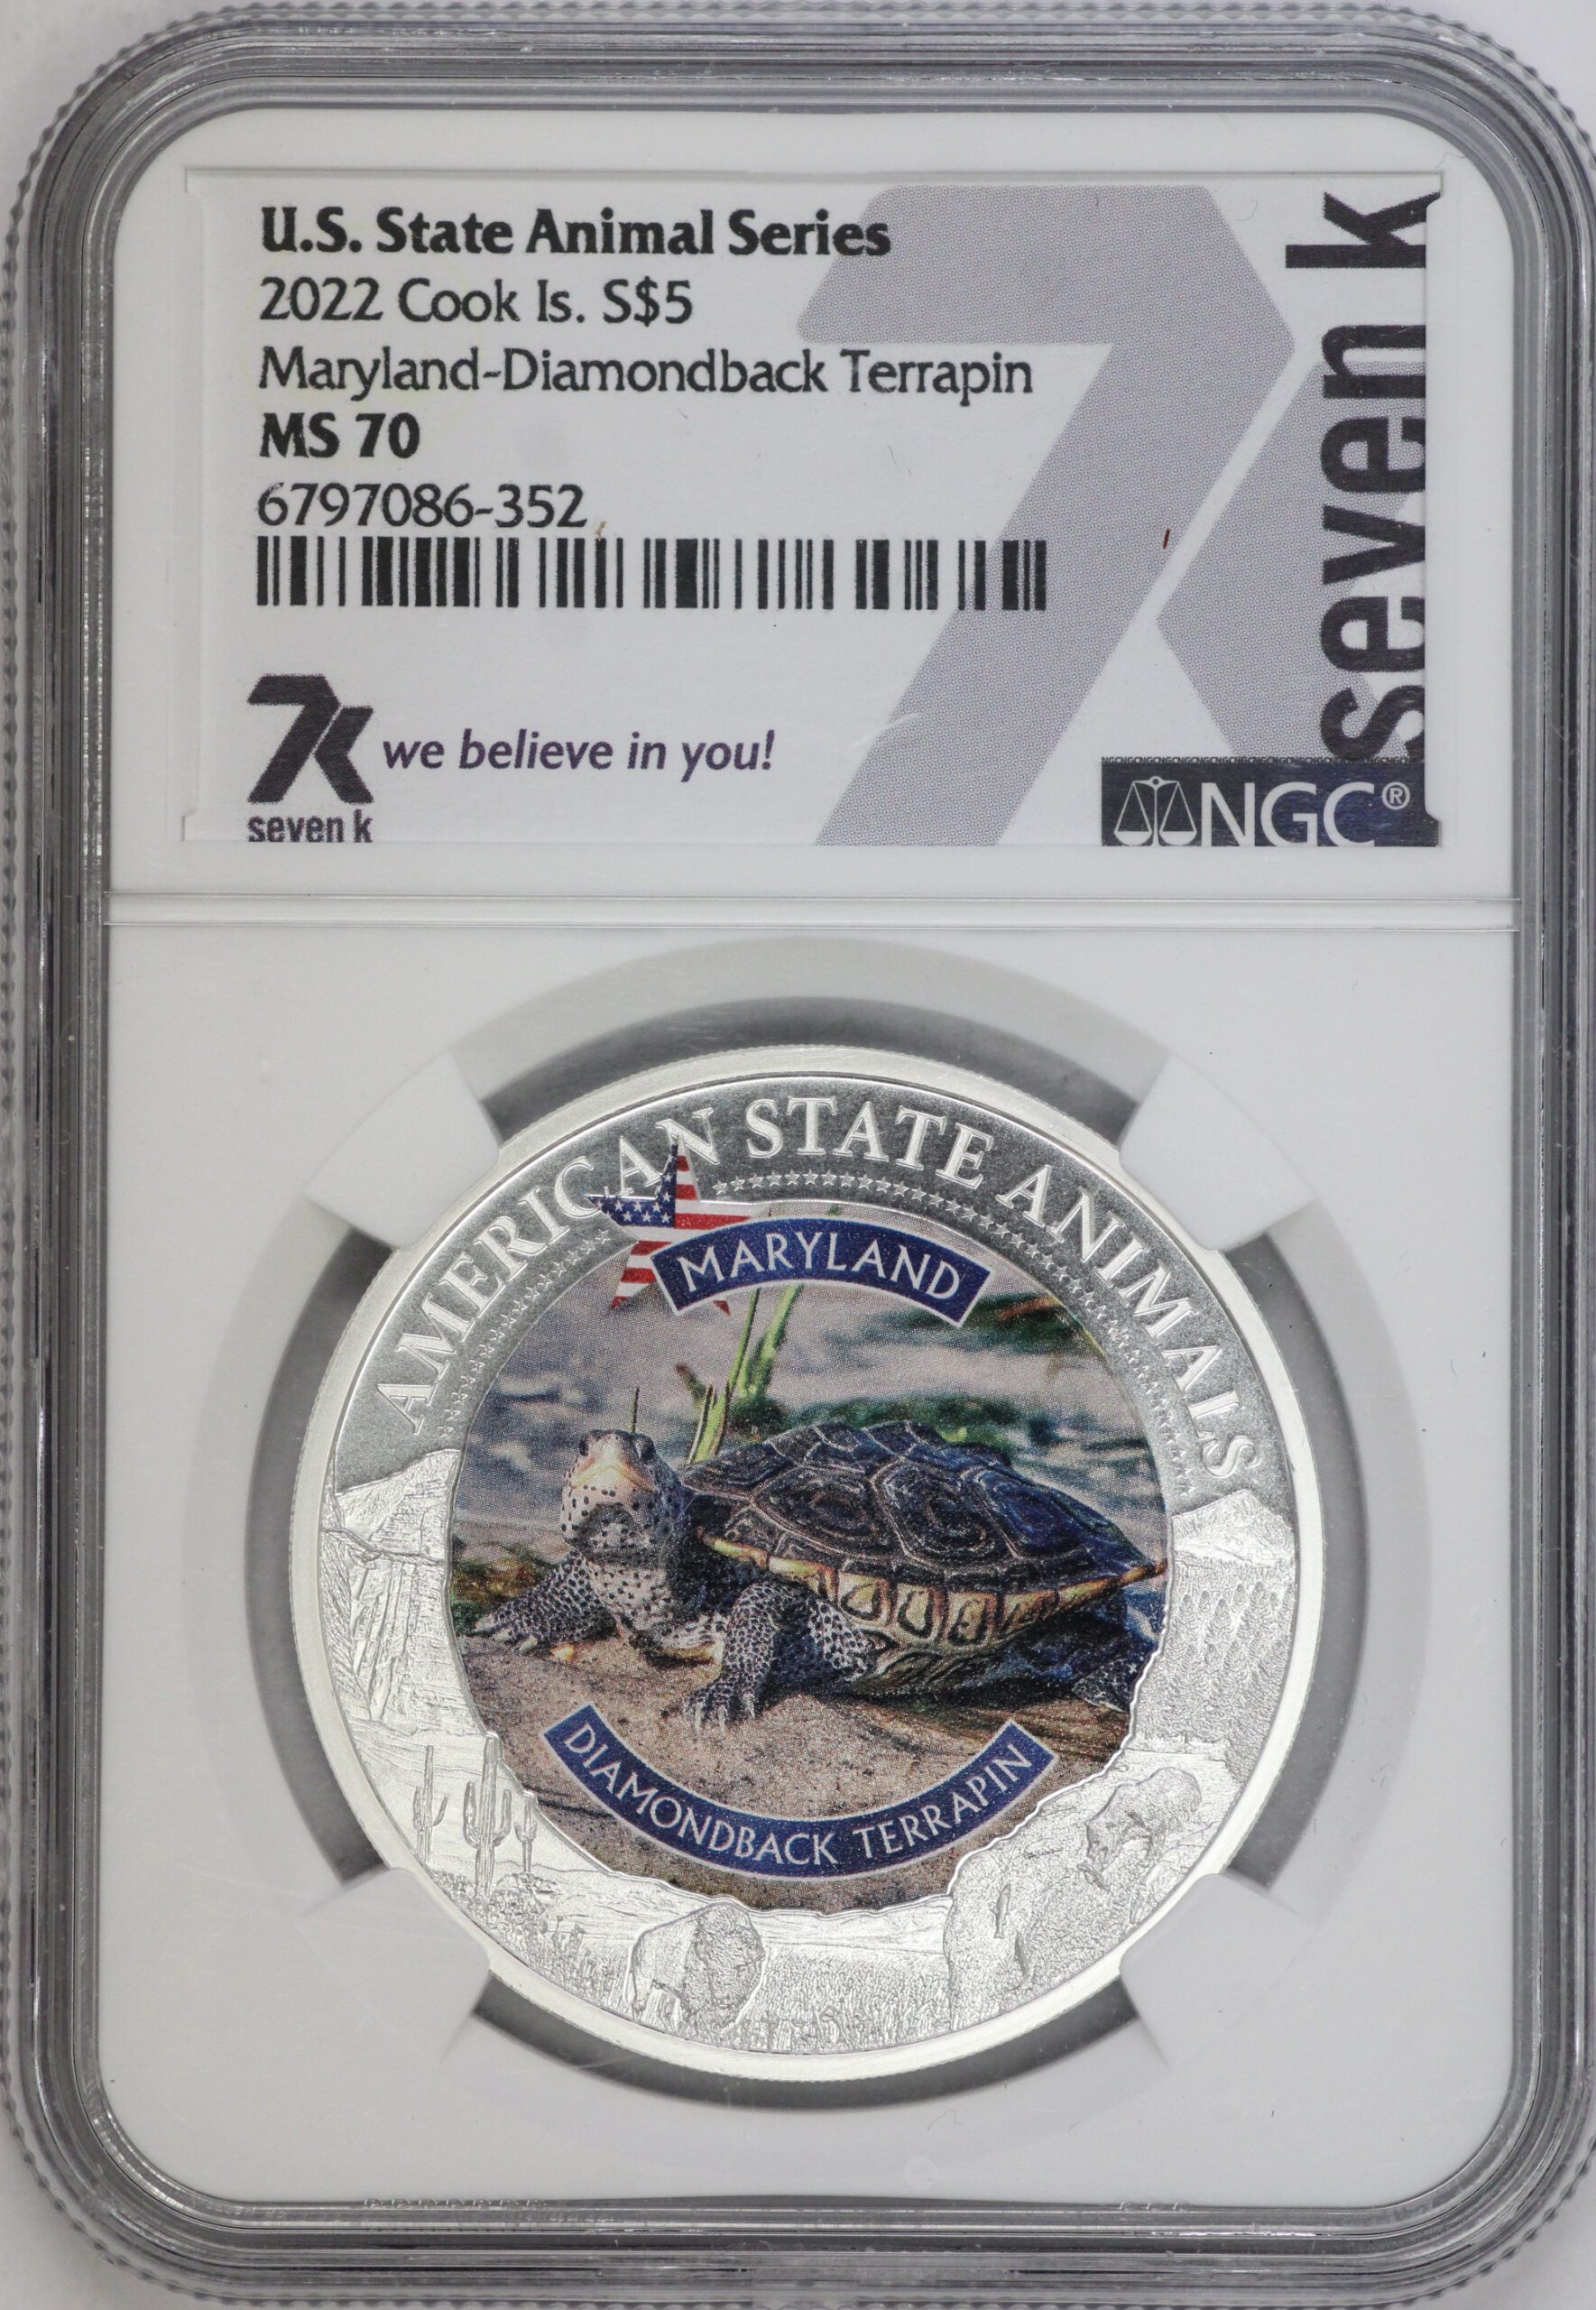 U.S. State Animal Series
2022 Cook Is. S$5
Maryland-Diamondback Terrapin
MS 70
6797086-352
7k
seven k
we believe in you!
seven k
NGC®
AMERICAN STATE ANIMALS
MARYLAND
DIAMONDBACK TERRAPIN